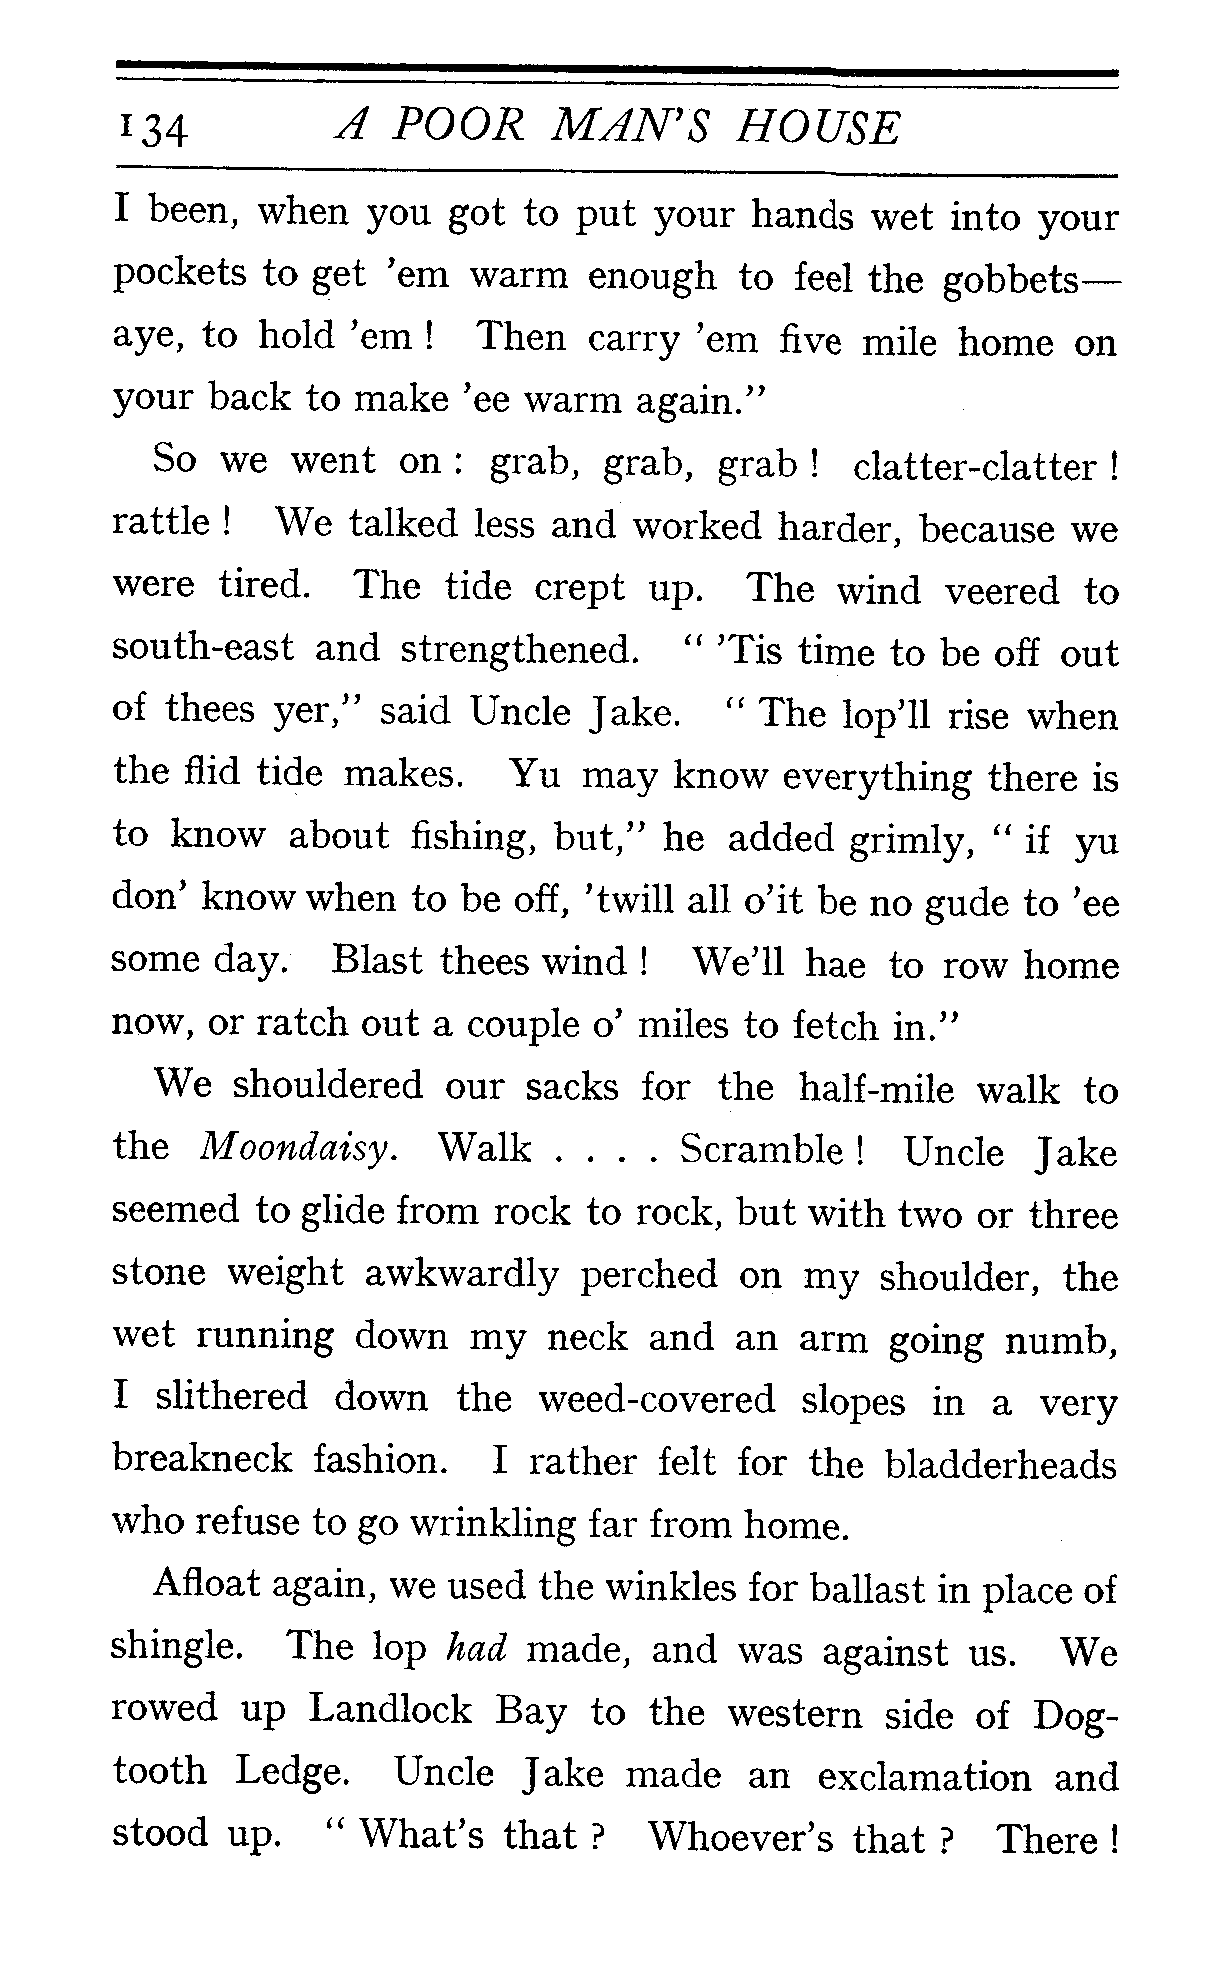 134 A POOR MAN'S HOUSE
I been, when you got to put your hands wet into your
pockets to get 'em warm enough to feel the gobbets—
aye, to hold 'em ! Then carry 'em five mile home on
your back to make 'ee warm again.”
So we went on : grab, grab, grab ! clatter-clatter !
rattle ! We talked less and worked harder, because we
were tired. The tide crept up. The wind veered to
south-east and strengthened. “ 'Tis time to be off out
of thees yer,” said Uncle Jake. “ The lop'll rise when
the flid tide makes. Yu may know everything there is
to know about fishing, but,” he added grimly, “ if yu
don' know when to be off, 'twill all o'it be no gude to 'ee
some day. Blast thees wind ! We'll hae to row home
now, or ratch out a couple o' miles to fetch in.”
We shouldered our sacks for the half-mile walk to
the Moondaisy. Walk . . . . Scramble ! Uncle Jake
seemed to glide from rock to rock, but with two or three
stone weight awkwardly perched on my shoulder, the
wet running down my neck and an arm going numb,
I slithered down the weed-covered slopes in a very
breakneck fashion. I rather felt for the bladderheads
who refuse to go wrinkling far from home.
Afloat again, we used the winkles for ballast in place of
shingle. The lop had made, and was against us. We
rowed up Landlock Bay to the western side of Dog-
tooth Ledge. Uncle Jake made an exclamation and
stood up. “ What's that ? Whoever's that ? There !